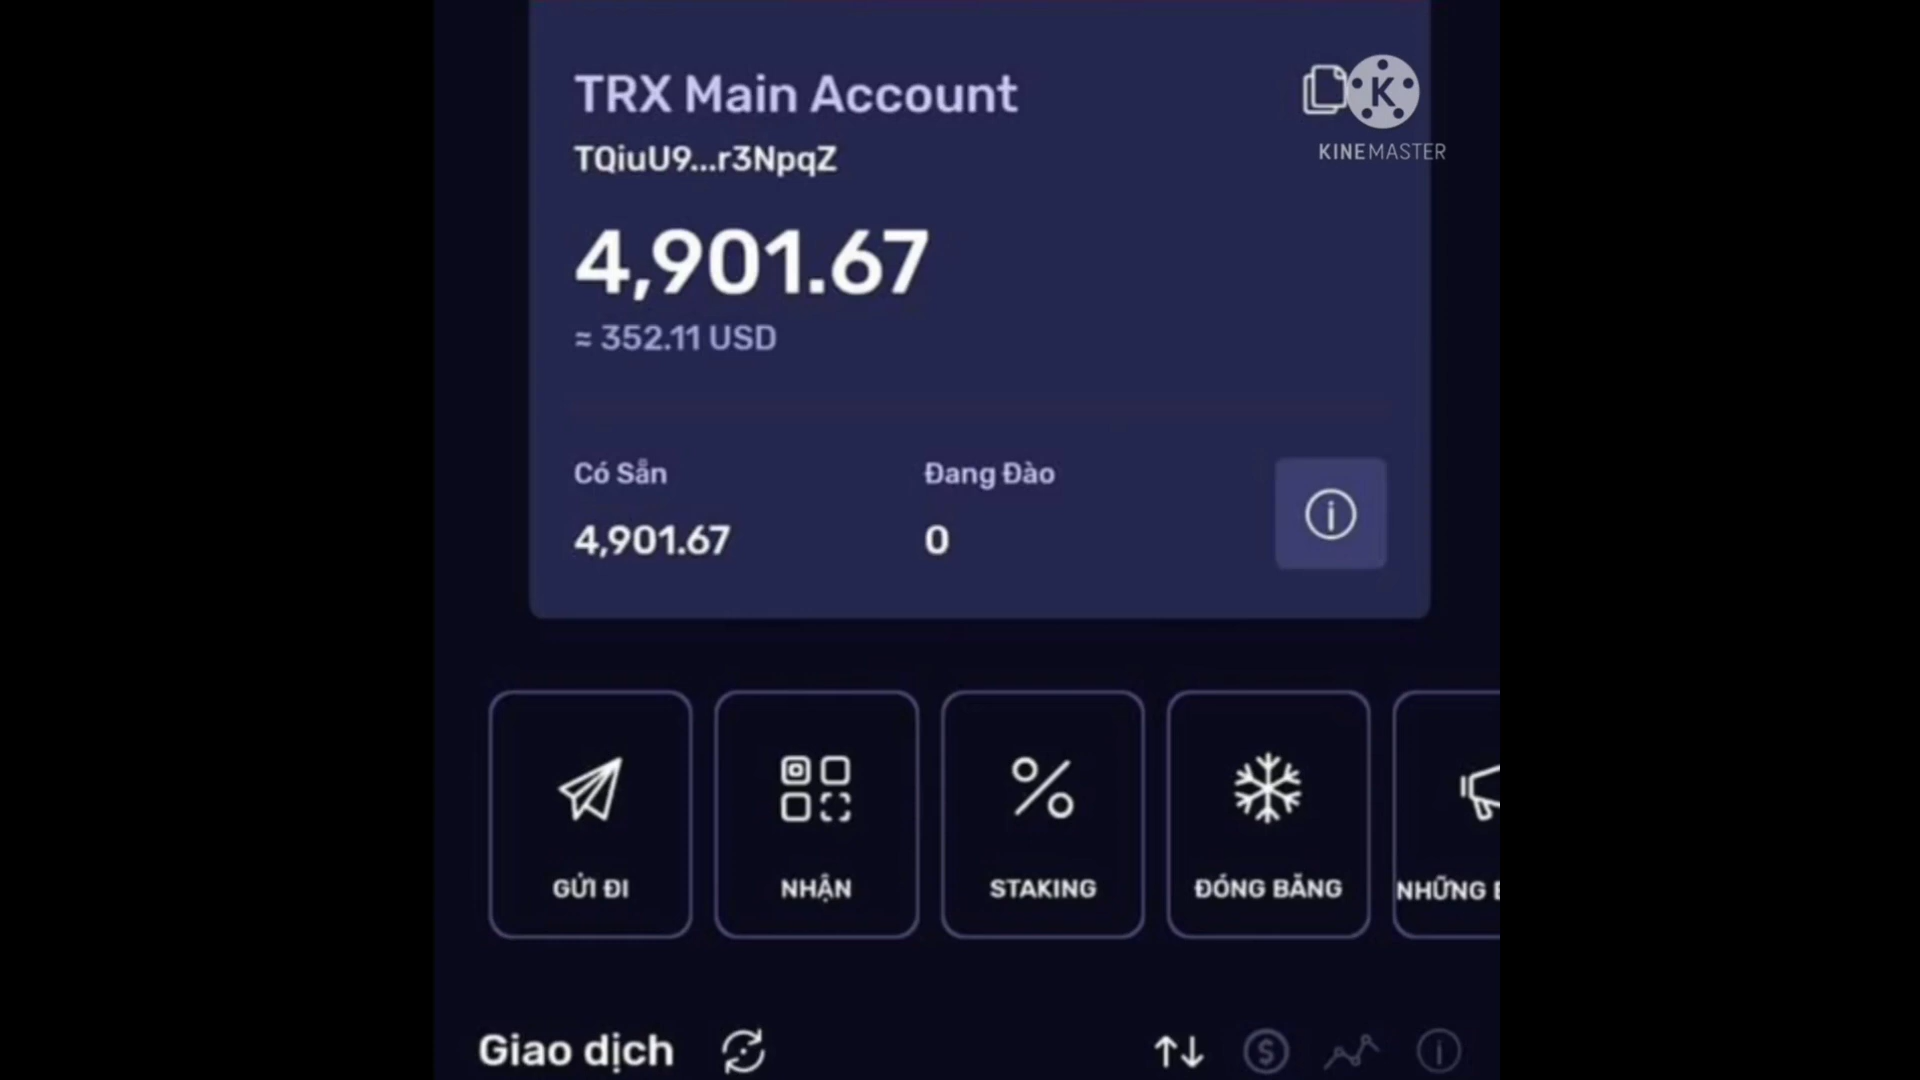 TRX Main Account
TQiuU9...r3NpqZ
K
KINEMASTER
4,901.67
≈ 352.11 USD
Có Sẵn
Đang Đào
4,901.67
0
GỬI ĐI
NHẬN
STAKING
ĐÓNG BĂNG
NHỮNG
Giao dịch